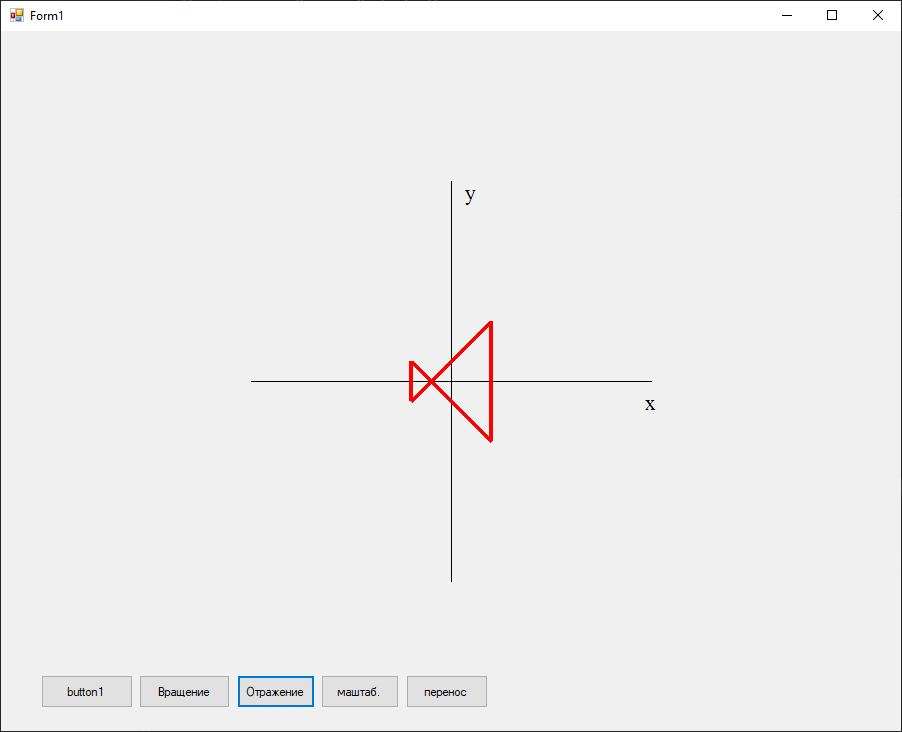 Form1
y
x
button1
Вращение
Отражение
маштаб.
перенос